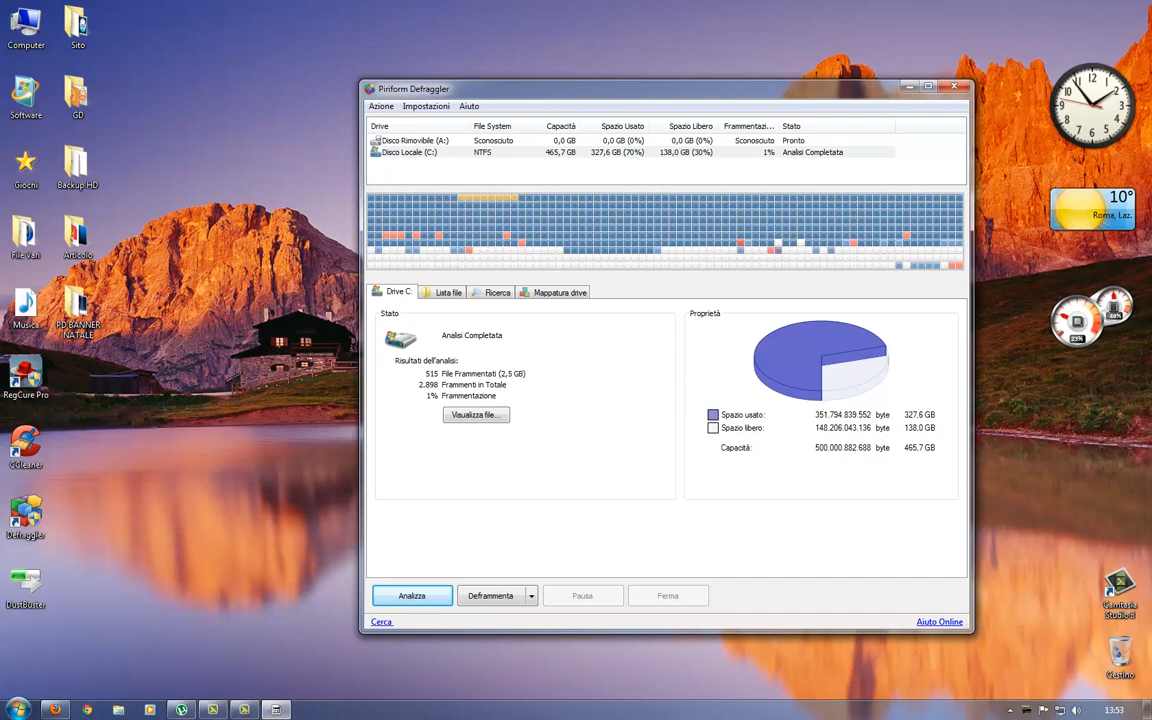 Computer
Sito
Software
GD
Giochi
Backup HD
File Vari
Articolo
Musica
PD BANNER
NATALE
RegCure Pro
CCleaner
Defraggler
DustBuster
Piriform Defraggler
Azione Impostazioni Aiuto
Drive File System Capacità Spazio Usato Spazio Libero Frammentazi... Stato
Disco Rimovibile (A:) Sconosciuto 0,0 GB 0,0 GB (0%) 0,0 GB (0%) Sconosciuto Pronto
Disco Locale (C:) NTFS 465,7 GB 327,6 GB (70%) 138,0 GB (30%) 1% Analisi Completata
Drive C: Lista file Ricerca Mappatura drive
Stato
Analisi Completata
Risultati dell'analisi:
515 File Frammentati (2,5 GB)
2.898 Frammenti in Totale
1% Frammentazione
Visualizza file...
Proprietà
Spazio usato: 351.794.839.552 byte 327,6 GB
Spazio libero: 148.206.043.136 byte 138,0 GB
Capacità: 500.000.882.688 byte 465,7 GB
Analizza Deframmenta Pausa Ferma
Cerca Aiuto Online
10°
Roma, Laz.
48%
23%
Camtasia
Studio 8
Cestino
13:53